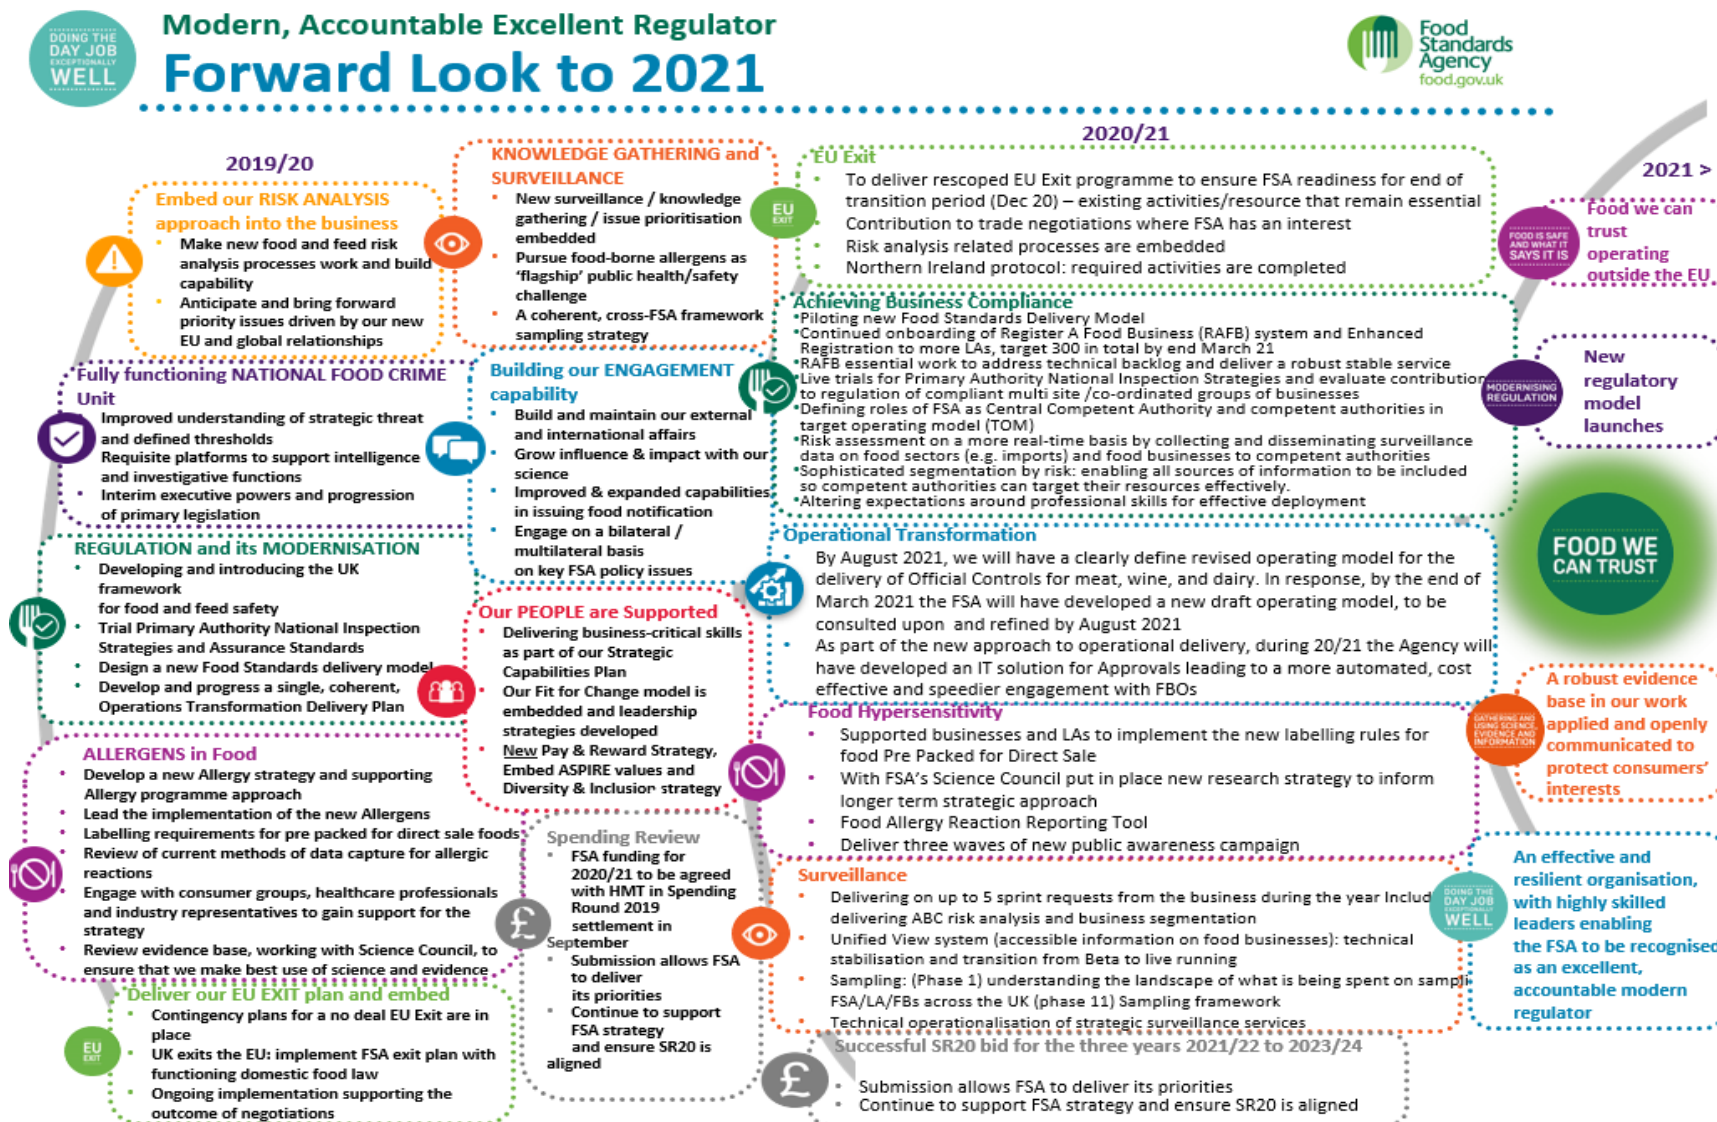 DOING THE
DAY JOB
EXCEPTIONALLY
WELL
Modern, Accountable Excellent Regulator
Forward Look to 2021
Food
Standards
Agency
food.gov.uk
2019/20
Embed our RISK ANALYSIS
approach into the business
Make new food and feed risk
analysis processes work and build
capability
Anticipate and bring forward
priority issues driven by our new
EU and global relationships
Fully functioning NATIONAL FOOD CRIME
Unit
Improved understanding of strategic threat
and defined thresholds
Requisite platforms to support intelligence
and investigative functions
Interim executive powers and progression
of primary legislation
REGULATION and its MODERNISATION
Developing and introducing the UK
framework
for food and feed safety
Trial Primary Authority National Inspection
Strategies and Assurance Standards
Design a new Food Standards delivery model
Develop and progress a single, coherent,
Operations Transformation Delivery Plan
ALLERGENS in Food
Develop a new Allergy strategy and supporting
Allergy programme approach
Lead the implementation of the new Allergens
Labelling requirements for pre packed for direct sale foods
Review of current methods of data capture for allergic
reactions
Engage with consumer groups, healthcare professionals
and industry representatives to gain support for the
strategy
Review evidence base, working with Science Council, to
ensure that we make best use of science and evidence
EU
EXIT
Deliver our EU EXIT plan and embed
Contingency plans for a no deal EU Exit are in
place
UK exits the EU: implement FSA exit plan with
functioning domestic food law
Ongoing implementation supporting the
outcome of negotiations
KNOWLEDGE GATHERING and
SURVEILLANCE
New surveillance / knowledge
gathering / issue prioritisation
embedded
Pursue food-borne allergens as
'flagship' public health/safety
challenge
A coherent, cross-FSA framework
sampling strategy
Building our ENGAGEMENT
capability
Build and maintain our external
and international affairs
Grow influence & impact with our
science
Improved & expanded capabilities
in issuing food notification
Engage on a bilateral /
multilateral basis
on key FSA policy issues
Our PEOPLE are Supported
Delivering business-critical skills
as part of our Strategic
Capabilities Plan
Our Fit for Change model is
embedded and leadership
strategies developed
New Pay & Reward Strategy,
Embed ASPIRE values and
Diversity & Inclusion strategy
£
Spending Review
FSA funding for
2020/21 to be agreed
with HMT in Spending
Round 2019
settlement in
September
Submission allows FSA
to deliver
its priorities
Continue to support
FSA strategy
and ensure SR20 is
aligned
2020/21
EU
EXIT
EU Exit
To deliver rescoped EU Exit programme to ensure FSA readiness for end of
transition period (Dec 20) – existing activities/resource that remain essential
Contribution to trade negotiations where FSA has an interest
Risk analysis related processes are embedded
Northern Ireland protocol: required activities are completed
Achieving Business Compliance
•Piloting new Food Standards Delivery Model
•Continued onboarding of Register A Food Business (RAFB) system and Enhanced
Registration to more LAs, target 300 in total by end March 21
•RAFB essential work to address technical backlog and deliver a robust stable service
•Live trials for Primary Authority National Inspection Strategies and evaluate contribution
to regulation of compliant multi site /co-ordinated groups of businesses
•Defining roles of FSA as Central Competent Authority and competent authorities in
target operating model (TOM)
•Risk assessment on a more real-time basis by collecting and disseminating surveillance
data on food sectors (e.g. imports) and food businesses to competent authorities
•Sophisticated segmentation by risk: enabling all sources of information to be included
so competent authorities can target their resources effectively.
•Altering expectations around professional skills for effective deployment
Operational Transformation
By August 2021, we will have a clearly define revised operating model for the
delivery of Official Controls for meat, wine, and dairy. In response, by the end of
March 2021 the FSA will have developed a new draft operating model, to be
consulted upon and refined by August 2021
As part of the new approach to operational delivery, during 20/21 the Agency will
have developed an IT solution for Approvals leading to a more automated, cost
effective and speedier engagement with FBOs
Food Hypersensitivity
Supported businesses and LAs to implement the new labelling rules for
food Pre Packed for Direct Sale
With FSA's Science Council put in place new research strategy to inform
longer term strategic approach
Food Allergy Reaction Reporting Tool
Deliver three waves of new public awareness campaign
Surveillance
Delivering on up to 5 sprint requests from the business during the year Includ
delivering ABC risk analysis and business segmentation
Unified View system (accessible information on food businesses): technical
stabilisation and transition from Beta to live running
Sampling: (Phase 1) understanding the landscape of what is being spent on sampli
FSA/LA/FBs across the UK (phase 11) Sampling framework
Technical operationalisation of strategic surveillance services
£
Successful SR20 bid for the three years 2021/22 to 2023/24
Submission allows FSA to deliver its priorities
Continue to support FSA strategy and ensure SR20 is aligned
2021 >
FOOD IS SAFE
AND WHAT IT
SAYS IT IS
Food we can
trust
operating
outside the EU
MODERNISING
REGULATION
New
regulatory
model
launches
FOOD WE
CAN TRUST
GATHERING AND
USING SCIENCE,
EVIDENCE AND
INFORMATION
A robust evidence
base in our work
applied and openly
communicated to
protect consumers'
interests
DOING THE
DAY JOB
EXCEPTIONALLY
WELL
An effective and
resilient organisation,
with highly skilled
leaders enabling
the FSA to be recognised
as an excellent,
accountable modern
regulator